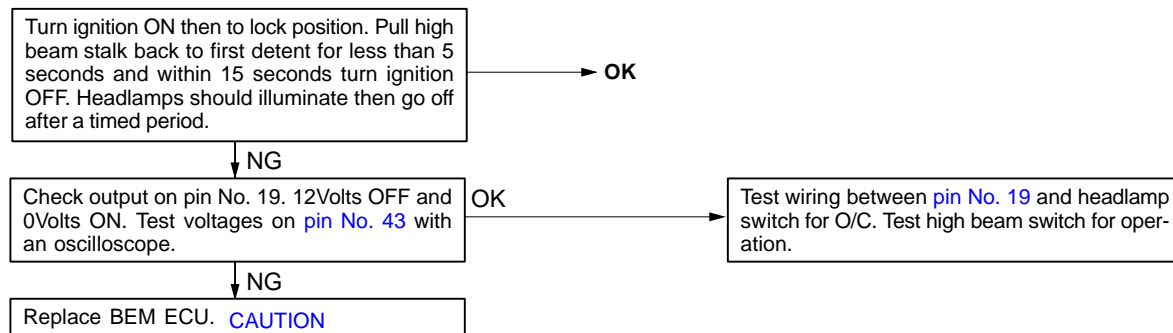 Turn ignition ON then to lock position. Pull high
beam stalk back to first detent for less than 5
seconds and within 15 seconds turn ignition
OFF. Headlamps should illuminate then go off
after a timed period.
OK
NG
Check output on pin No. 19. 12Volts OFF and
0Volts ON. Test voltages on pin No. 43 with
an oscilloscope.
OK
Test wiring between pin No. 19 and headlamp
switch for O/C. Test high beam switch for oper-
ation.
NG
Replace BEM ECU. CAUTION